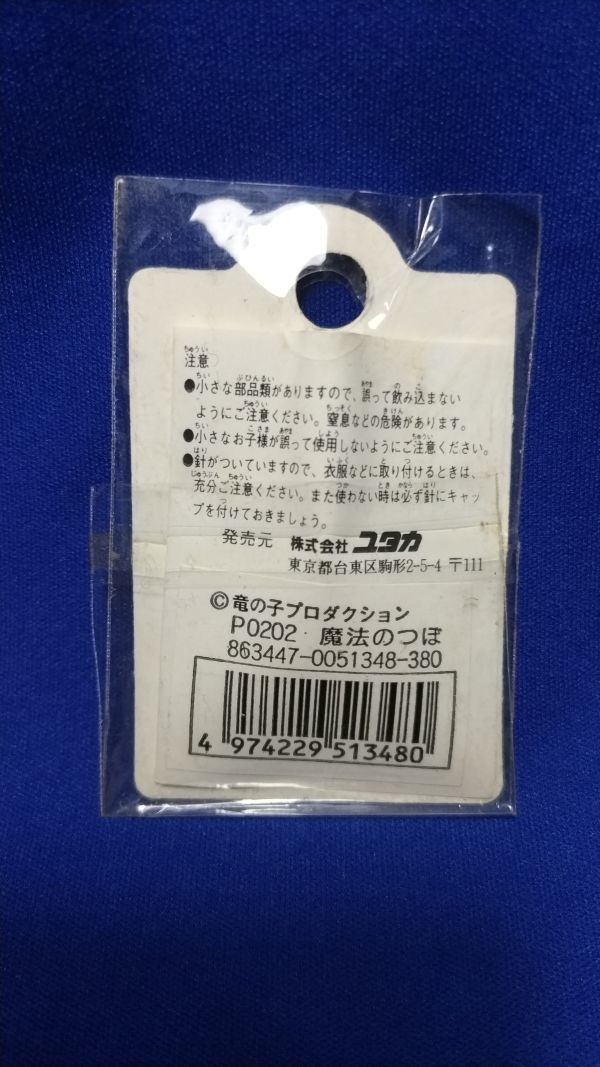 注意
●小さな部品類がありますので、誤って飲み込まない
ようにご注意ください。窒息などの危険があります。
●小さなお子様が誤って使用しないようにご注意ください。
●針がついていますので、衣服などに取り付けるときは、
充分ご注意ください。また使わない時は必ず針にキャッ
プを付けておきましょう。
発売元 株式会社 ユタカ
東京都台東区駒形2-5-4 〒111
©竜の子プロダクション
P0202 魔法のつぼ
863447-0051348-380
4 974229 513480